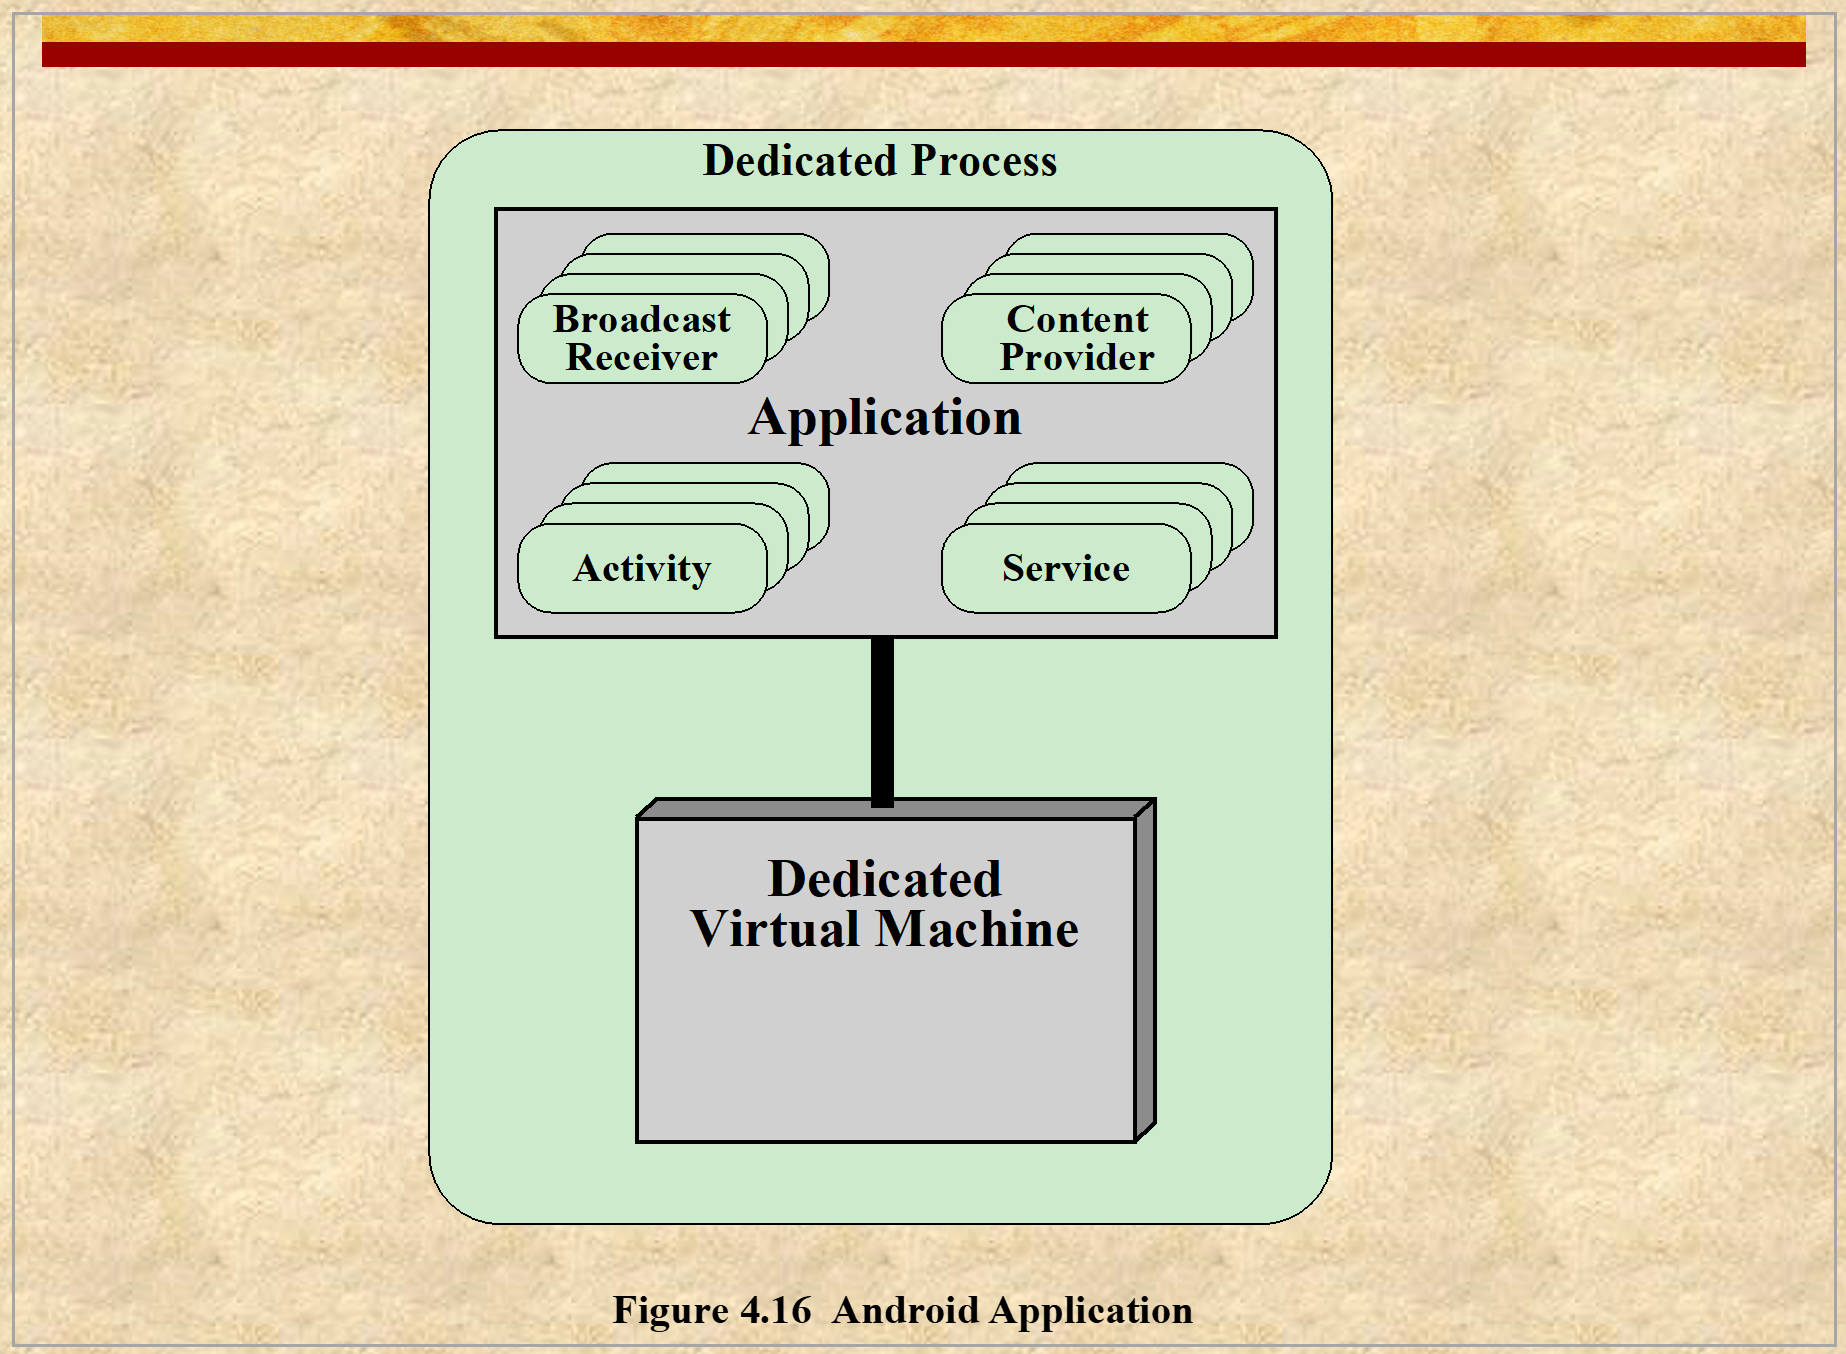 Dedicated Process
Broadcast
Receiver
Content
Provider
Application
Activity
Service
Dedicated
Virtual Machine
Figure 4.16 Android Application